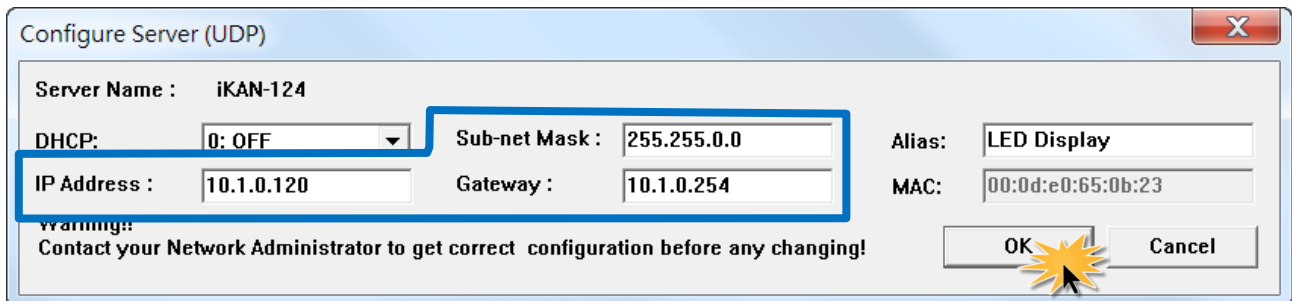 Configure Server (UDP)
Server Name : iKAN-124
DHCP: 0: OFF Sub-net Mask : 255.255.0.0 Alias: LED Display
IP Address : 10.1.0.120 Gateway : 10.1.0.254 MAC: 00:0d:e0:65:0b:23
Warning!!
Contact your Network Administrator to get correct configuration before any changing!
OK Cancel